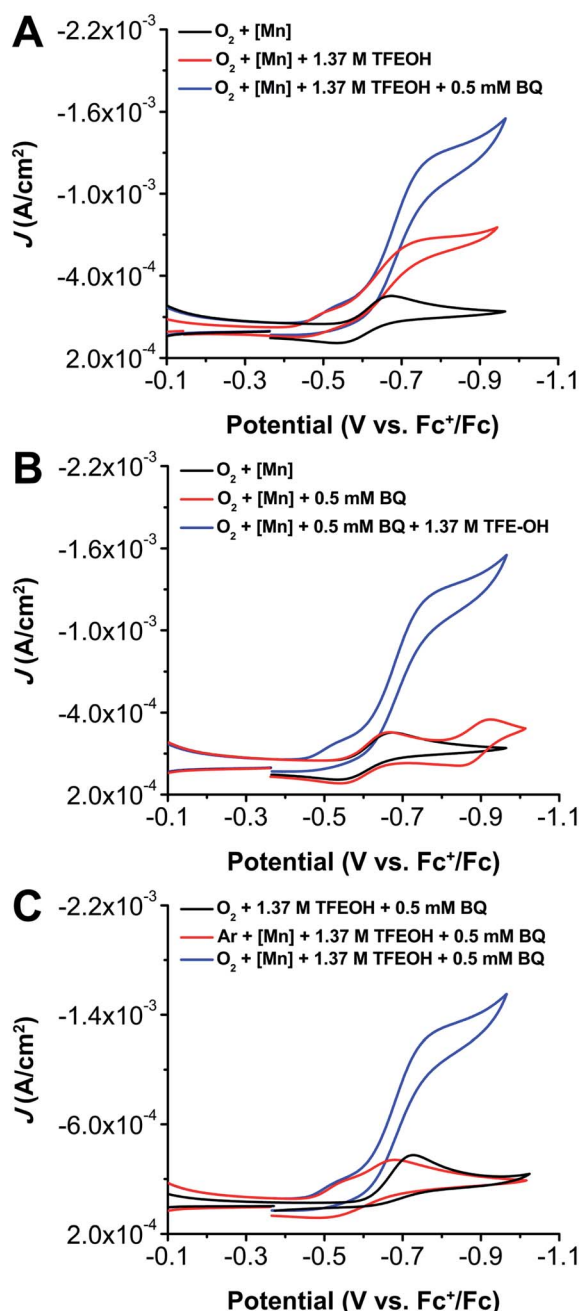 A
O₂ + [Mn]
O₂ + [Mn] + 1.37 M TFEOH
O₂ + [Mn] + 1.37 M TFEOH + 0.5 mM BQ
J (A/cm²)
-2.2x10⁻³
-1.6x10⁻³
-1.0x10⁻³
-4.0x10⁻⁴
2.0x10⁻⁴
-0.1 -0.3 -0.5 -0.7 -0.9 -1.1
Potential (V vs. Fc⁺/Fc)
B
O₂ + [Mn]
O₂ + [Mn] + 0.5 mM BQ
O₂ + [Mn] + 0.5 mM BQ + 1.37 M TFE-OH
J (A/cm²)
-2.2x10⁻³
-1.6x10⁻³
-1.0x10⁻³
-4.0x10⁻⁴
2.0x10⁻⁴
-0.1 -0.3 -0.5 -0.7 -0.9 -1.1
Potential (V vs. Fc⁺/Fc)
C
O₂ + 1.37 M TFEOH + 0.5 mM BQ
Ar + [Mn] + 1.37 M TFEOH + 0.5 mM BQ
O₂ + [Mn] + 1.37 M TFEOH + 0.5 mM BQ
J (A/cm²)
-2.2x10⁻³
-1.4x10⁻³
-6.0x10⁻⁴
2.0x10⁻⁴
-0.1 -0.3 -0.5 -0.7 -0.9 -1.1
Potential (V vs. Fc⁺/Fc)